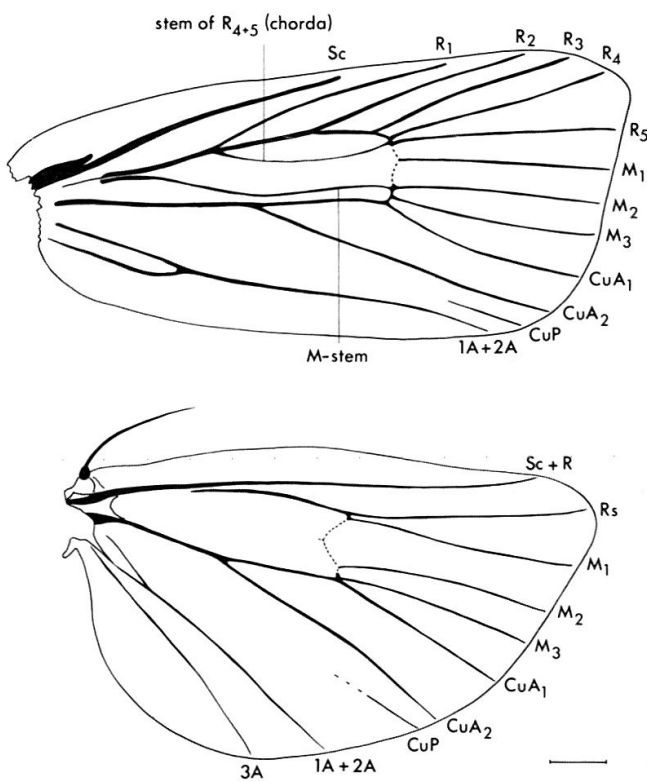 stem of R4+5 (chorda)
Sc
R1
R2
R3
R4
R5
M1
M2
M3
CuA1
CuA2
CuP
1A+2A
M-stem
Sc + R
Rs
M1
M2
M3
CuA1
CuA2
CuP
1A+2A
3A